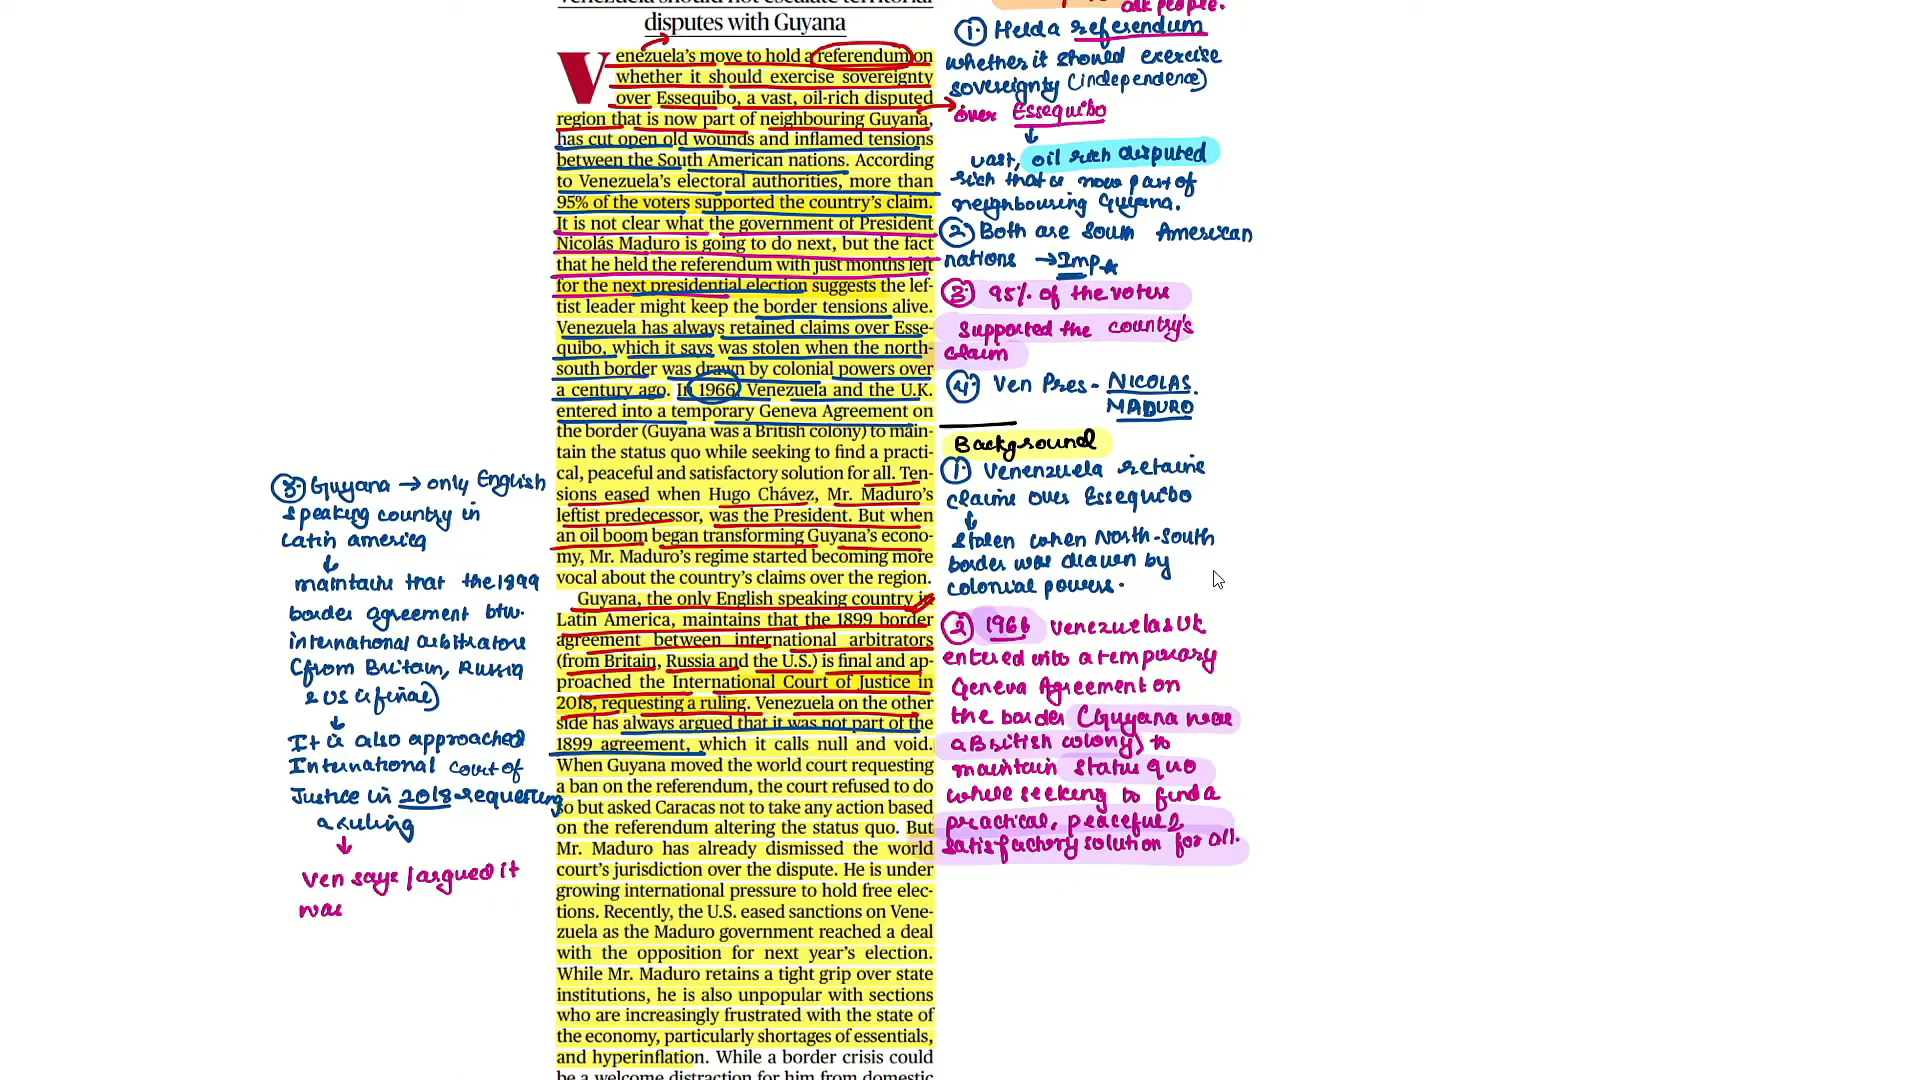 Venezuela should not escalate territorial
disputes with Guyana
Venezuela's move to hold a referendum on
whether it should exercise sovereignty
over Essequibo, a vast, oil-rich disputed
region that is now part of neighbouring Guyana,
has cut open old wounds and inflamed tensions
between the South American nations. According
to Venezuela's electoral authorities, more than
95% of the voters supported the country's claim.
It is not clear what the government of President
Nicolás Maduro is going to do next, but the fact
that he held the referendum with just months left
for the next presidential election suggests the lef-
tist leader might keep the border tensions alive.
Venezuela has always retained claims over Esse-
quibo, which it says was stolen when the north-
south border was drawn by colonial powers over
a century ago. In 1966, Venezuela and the U.K.
entered into a temporary Geneva Agreement on
the border (Guyana was a British colony) to main-
tain the status quo while seeking to find a practi-
cal, peaceful and satisfactory solution for all. Ten-
sions eased when Hugo Chávez, Mr. Maduro's
leftist predecessor, was the President. But when
an oil boom began transforming Guyana's econo-
my, Mr. Maduro's regime started becoming more
vocal about the country's claims over the region.
Guyana, the only English speaking country in
Latin America, maintains that the 1899 border
agreement between international arbitrators
(from Britain, Russia and the U.S.) is final and ap-
proached the International Court of Justice in
2018, requesting a ruling. Venezuela on the other
side has always argued that it was not part of the
1899 agreement, which it calls null and void.
When Guyana moved the world court requesting
a ban on the referendum, the court refused to do
so but asked Caracas not to take any action based
on the referendum altering the status quo. But
Mr. Maduro has already dismissed the world
court's jurisdiction over the dispute. He is under
growing international pressure to hold free elec-
tions. Recently, the U.S. eased sanctions on Vene-
zuela as the Maduro government reached a deal
with the opposition for next year's election.
While Mr. Maduro retains a tight grip over state
institutions, he is also unpopular with sections
who are increasingly frustrated with the state of
the economy, particularly shortages of essentials,
and hyperinflation. While a border crisis could
be a welcome distraction for him from domestic
people.
① Held a referendum
whether it should exercise
sovereignty (independence)
over Essequibo
vast, oil rich disputed
rich that is now part of
neighbouring Guyana.
② Both are South American
nations → Imp
③ 95% of the voters
supported the country's
claim
④ Ven Pres - NICOLAS
MADURO
Background
① Venenzuela retains
claims over Essequibo
stolen when North-South
border was drawn by
colonial powers.
② 1966 Venezuela & UK
entered into a temporary
Geneva Agreement on
the border (Guyana was
a British colony) to
maintain status quo
while seeking to find a
practical, peaceful &
satisfactory solution for all.
③ Guyana → only English
speaking country in
Latin america
maintain that the 1899
border agreement btw.
international arbitrators
(from Britain, Russia
& US is final)
It is also approached
International court of
Justice in 2018 requesting
a ruling
Ven says / argued it
was